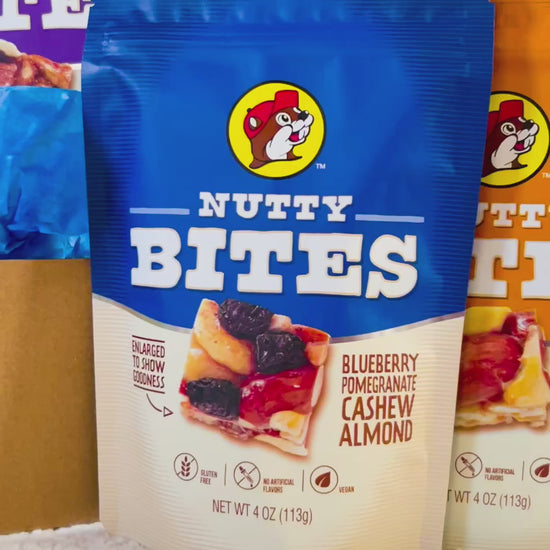 NUTTY
BITES
ENLARGED
TO SHOW
GOODNESS
BLUEBERRY
POMEGRANATE
CASHEW
ALMOND
GLUTEN
FREE
NO ARTIFICIAL
FLAVORS
VEGAN
NET WT 4 OZ (113g)
TM
NO ARTIFICIAL
FLAVORS
WT 4 OZ (113g)